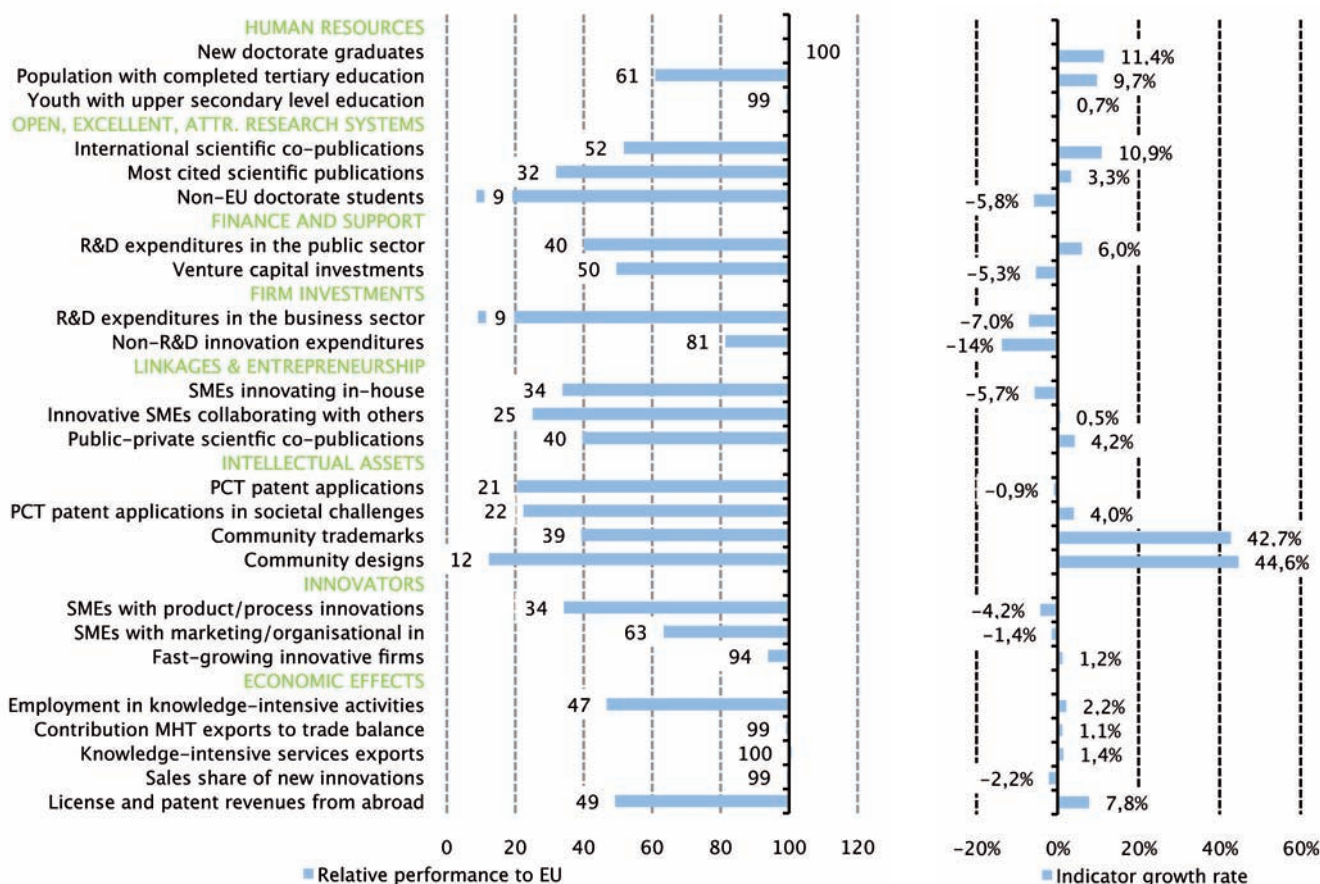 HUMAN RESOURCES
New doctorate graduates 100 11,4%
Population with completed tertiary education 61 9,7%
Youth with upper secondary level education 99 0,7%
OPEN, EXCELLENT, ATTR. RESEARCH SYSTEMS
International scientific co-publications 52 10,9%
Most cited scientific publications 32 3,3%
Non-EU doctorate students 9 -5,8%
FINANCE AND SUPPORT
R&D expenditures in the public sector 40 6,0%
Venture capital investments 50 -5,3%
FIRM INVESTMENTS
R&D expenditures in the business sector 9 -7.0%
Non-R&D innovation expenditures 81 -14%
LINKAGES & ENTREPRENEURSHIP
SMEs innovating in-house 34 -5,7%
Innovative SMEs collaborating with others 25 0,5%
Public-private scientfic co-publications 40 4,2%
INTELLECTUAL ASSETS
PCT patent applications 21 -0,9%
PCT patent applications in societal challenges 22 4,0%
Community trademarks 39 42,7%
Community designs 12 44,6%
INNOVATORS
SMEs with product/process innovations 34 -4,2%
SMEs with marketing/organisational in 63 -1,4%
Fast-growing innovative firms 94 1,2%
ECONOMIC EFFECTS
Employment in knowledge-intensive activities 47 2,2%
Contribution MHT exports to trade balance 99 1,1%
Knowledge-intensive services exports 100 1,4%
Sales share of new innovations 99 -2,2%
License and patent revenues from abroad 49 7,8%
0 20 40 60 80 100 120 -20% 0% 20% 40% 60%
Relative performance to EU Indicator growth rate